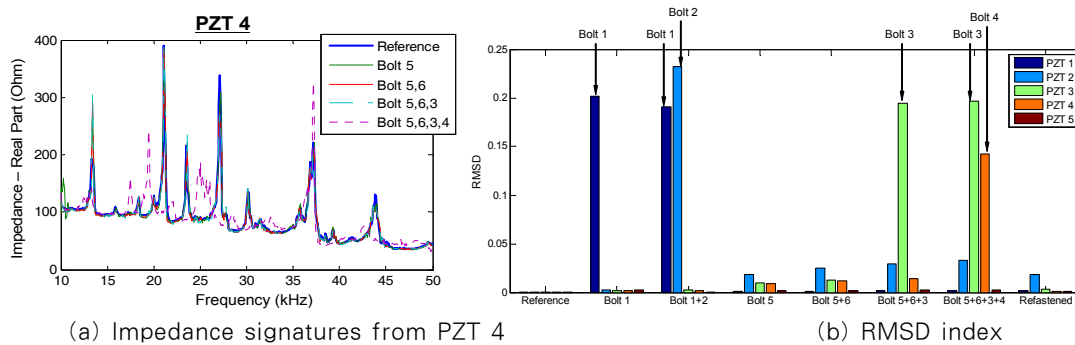 PZT 4
400
300
200
100
0
Impedance – Real Part (Ohm)
10 15 20 25 30 35 40 45 50
Frequency (kHz)
Reference
Bolt 5
Bolt 5,6
Bolt 5,6,3
Bolt 5,6,3,4
(a) Impedance signatures from PZT 4
Bolt 1
Bolt 1
Bolt 2
Bolt 3
Bolt 3
Bolt 4
0.25
0.2
0.15
0.1
0.05
0
RMSD
PZT 1
PZT 2
PZT 3
PZT 4
PZT 5
Reference Bolt 1 Bolt 1+2 Bolt 5 Bolt 5+6 Bolt 5+6+3 Bolt 5+6+3+4 Refastened
(b) RMSD index